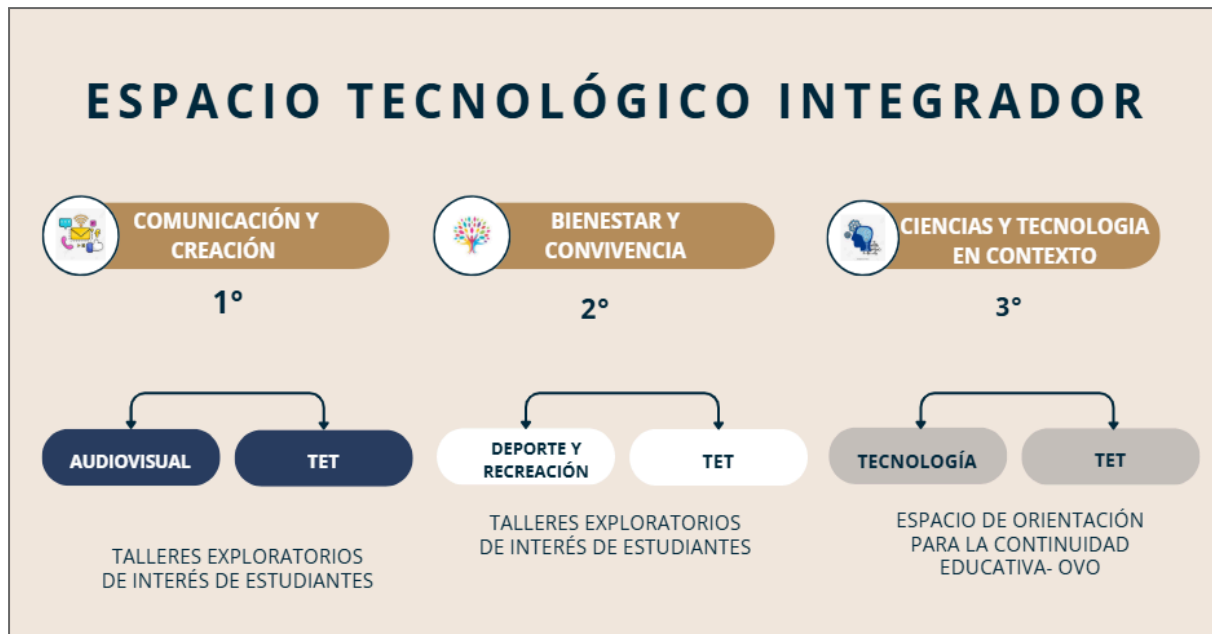 ESPACIO TECNOLÓGICO INTEGRADOR
COMUNICACIÓN Y
CREACIÓN
1°
AUDIOVISUAL
TET
TALLERES EXPLORATORIOS
DE INTERÉS DE ESTUDIANTES
BIENESTAR Y
CONVIVENCIA
2°
DEPORTE Y
RECREACIÓN
TET
TALLERES EXPLORATORIOS
DE INTERÉS DE ESTUDIANTES
CIENCIAS Y TECNOLOGIA
EN CONTEXTO
3°
TECNOLOGÍA
TET
ESPACIO DE ORIENTACIÓN
PARA LA CONTINUIDAD
EDUCATIVA- OVO